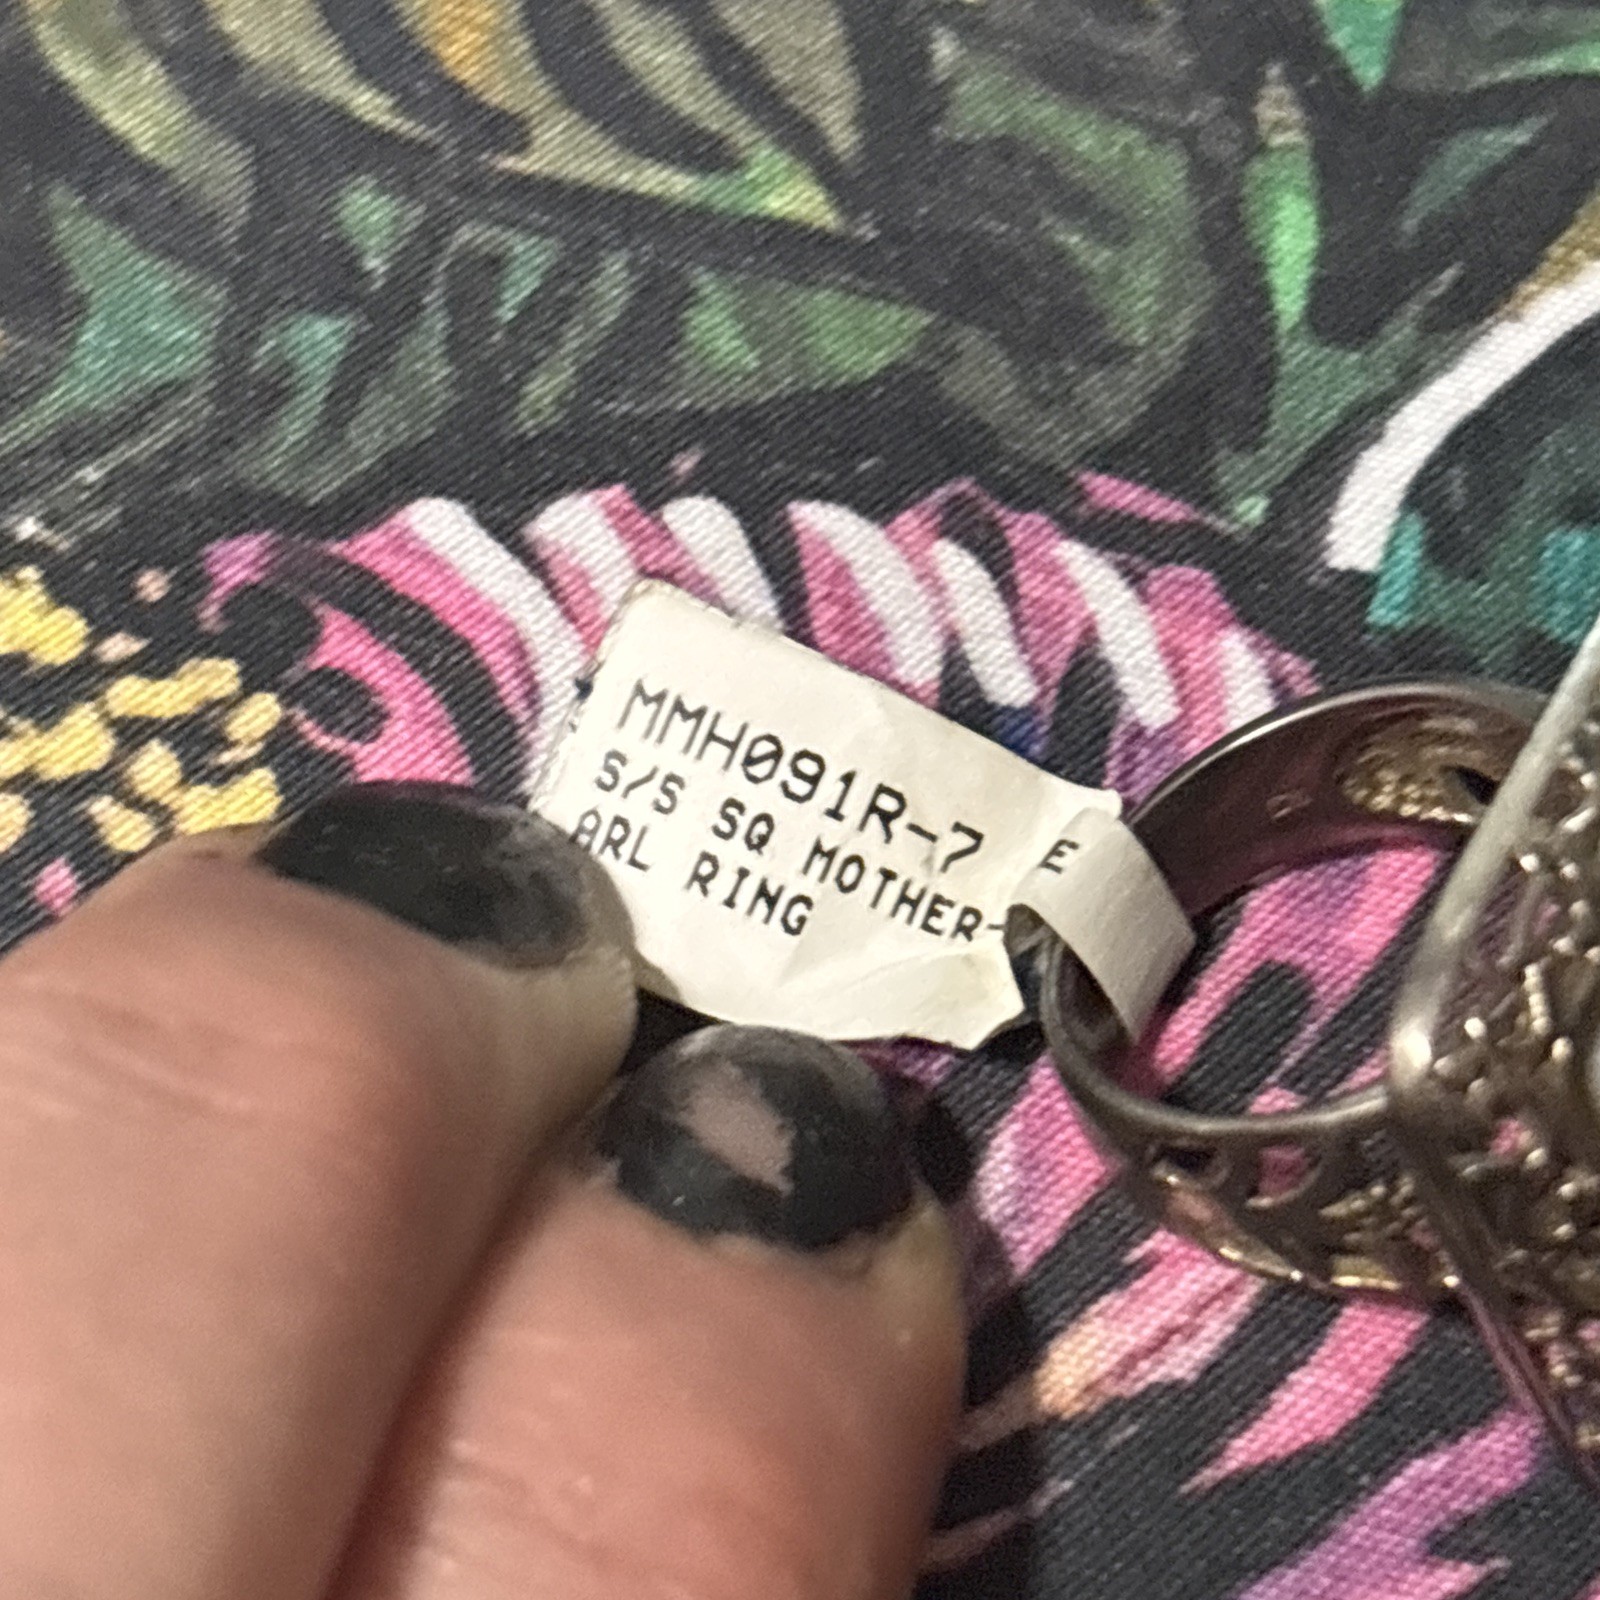 MMH091R-7
S/S SQ MOTHER- E
ARL RING